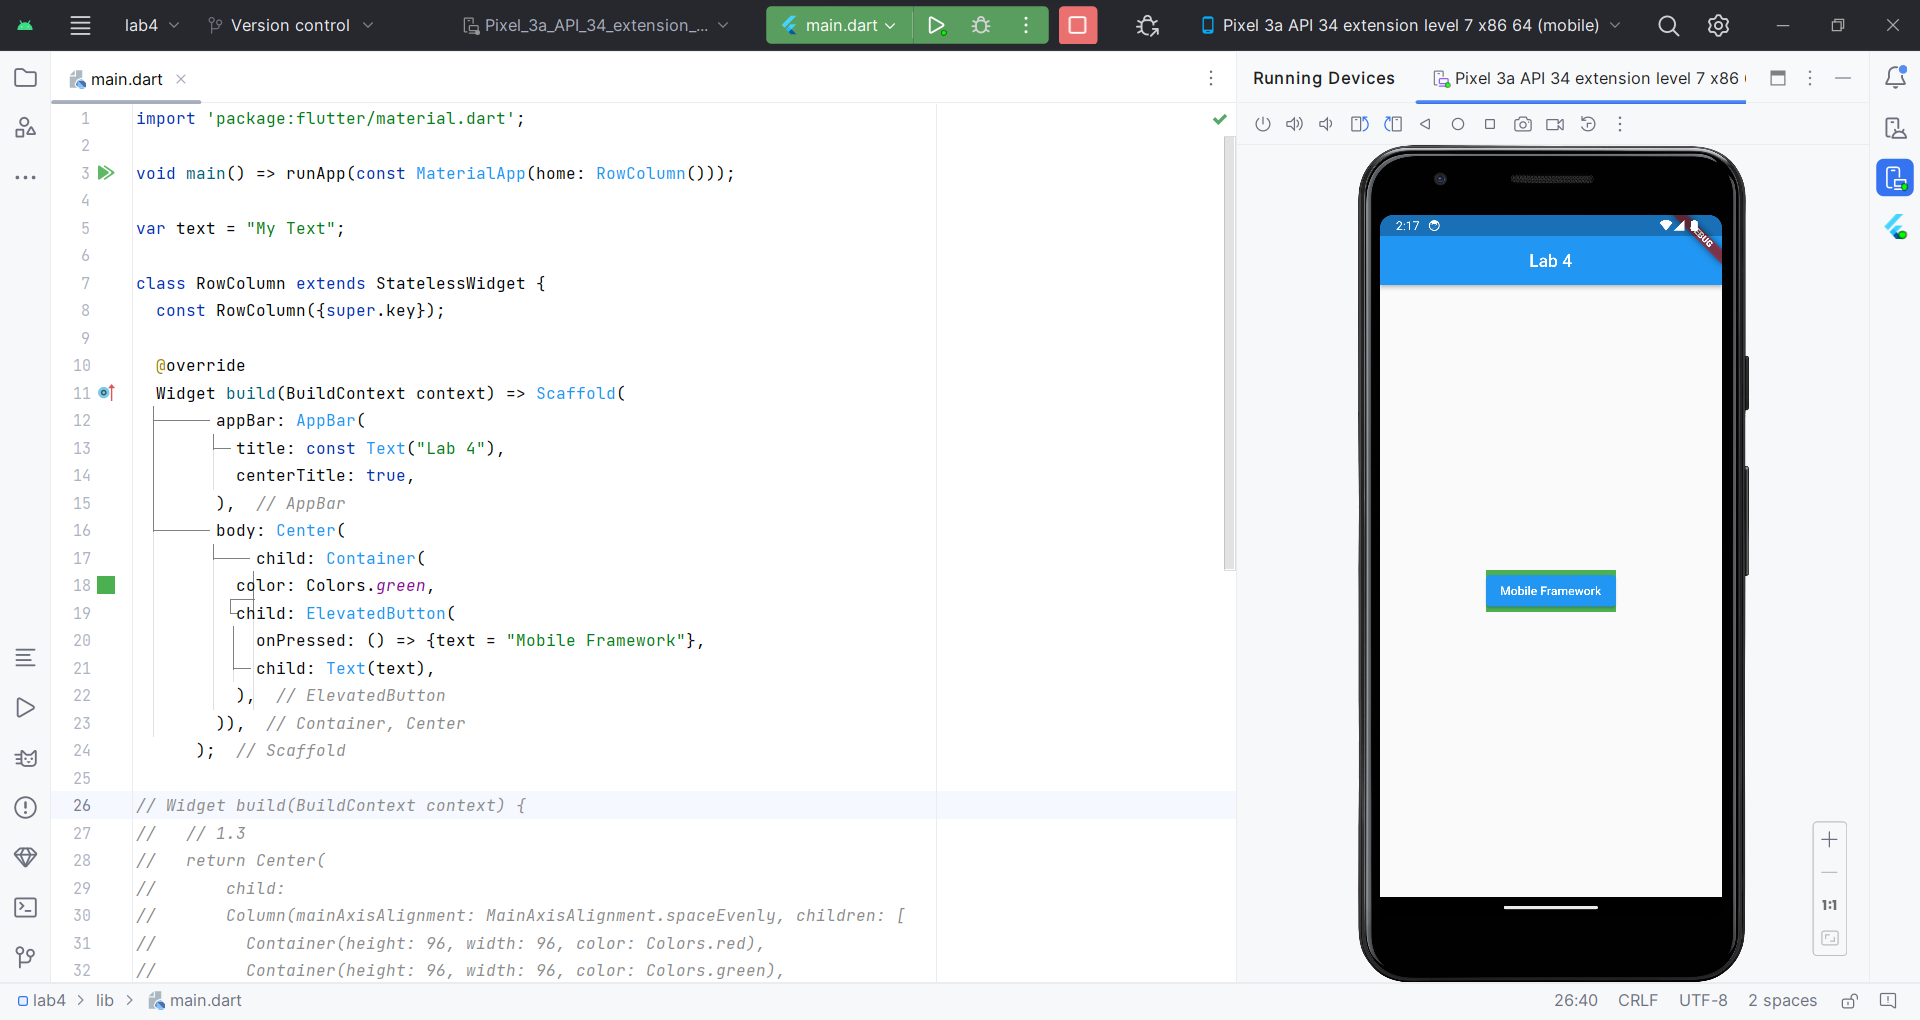 lab4
Version control
Pixel_3a_API_34_extension_...
main.dart
Pixel 3a API 34 extension level 7 x86 64 (mobile)
main.dart
Running Devices
Pixel 3a API 34 extension level 7 x86
1 import 'package:flutter/material.dart';
2
3 void main() => runApp(const MaterialApp(home: RowColumn()));
4
5 var text = "My Text";
6
7 class RowColumn extends StatelessWidget {
8 const RowColumn({super.key});
9
10 @override
11 Widget build(BuildContext context) => Scaffold(
12 appBar: AppBar(
13 title: const Text("Lab 4"),
14 centerTitle: true,
15 ), // AppBar
16 body: Center(
17 child: Container(
18 color: Colors.green,
19 child: ElevatedButton(
20 onPressed: () => {text = "Mobile Framework"},
21 child: Text(text),
22 ), // ElevatedButton
23 )), // Container, Center
24 ); // Scaffold
25
26 // Widget build(BuildContext context) {
27 // // 1.3
28 // return Center(
29 // child:
30 // Column(mainAxisAlignment: MainAxisAlignment.spaceEvenly, children: [
31 // Container(height: 96, width: 96, color: Colors.red),
32 // Container(height: 96, width: 96, color: Colors.green),
2:17
DEBUG
Lab 4
Mobile Framework
1:1
lab4 > lib > main.dart
26:40 CRLF UTF-8 2 spaces